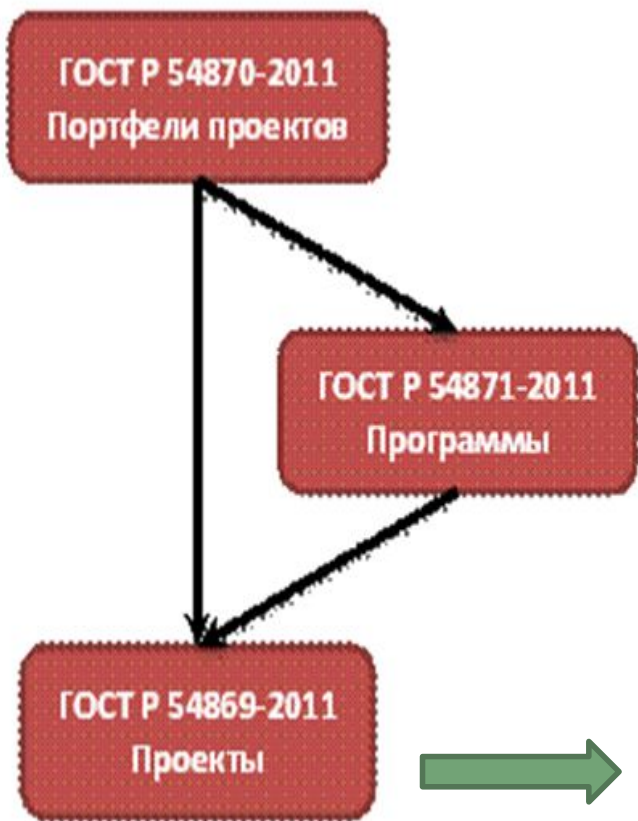 ГОСТ Р 54870-2011
Портфели проектов
ГОСТ Р 54871-2011
Программы
ГОСТ Р 54869-2011
Проекты